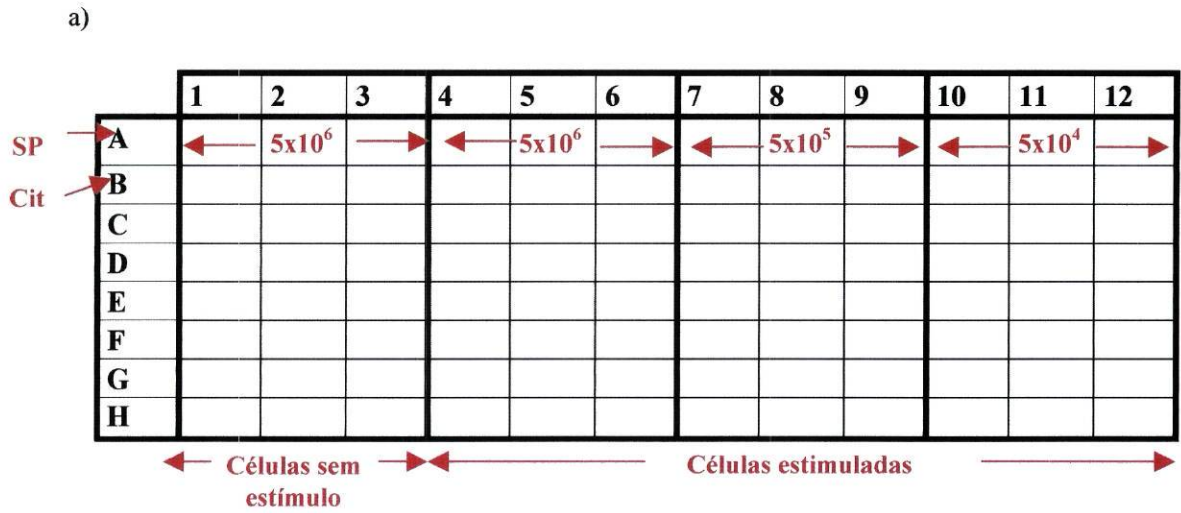 a)
1 2 3 4 5 6 7 8 9 10 11 12
SP A 5x10⁶ 5x10⁶ 5x10⁵ 5x10⁴
Cit B
C
D
E
F
G
H
Células sem Células estimuladas
estímulo